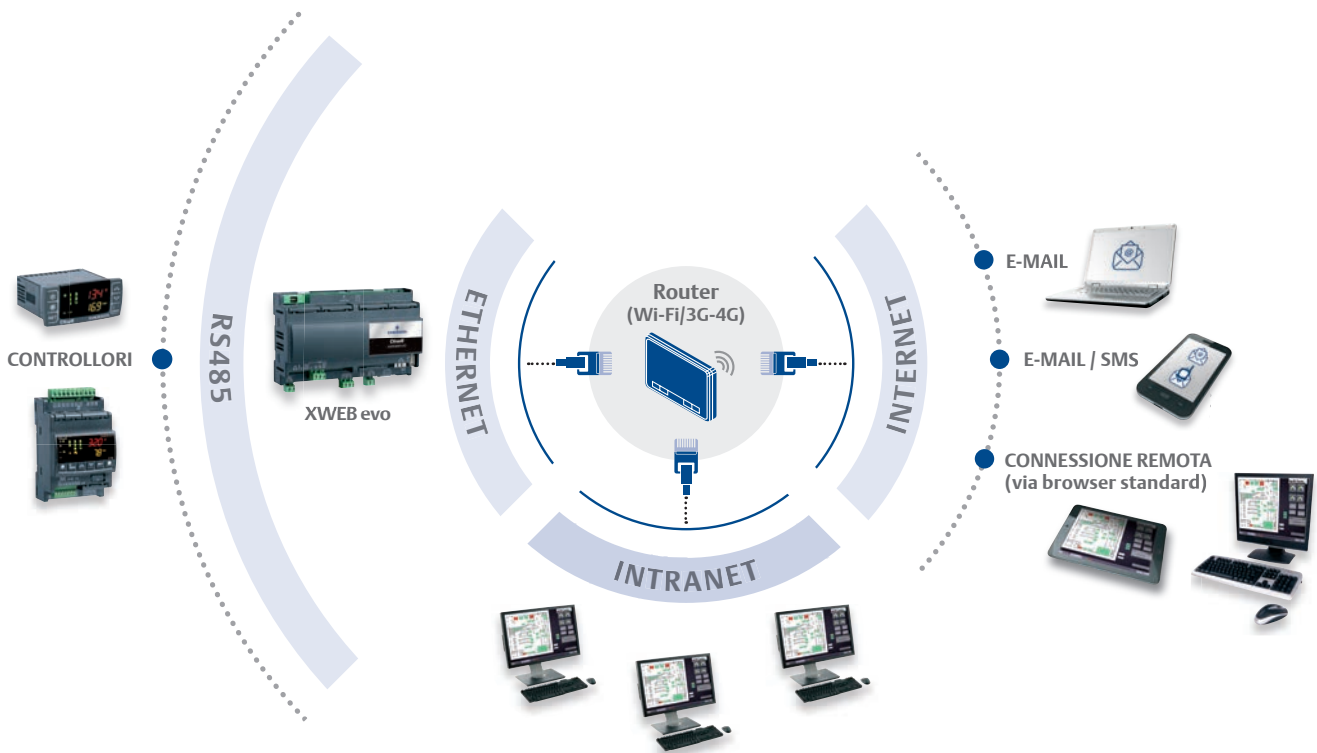 CONTROLLORI
RS485
XWEB evo
ETHERNET
Router
(Wi-Fi/3G-4G)
INTRANET
INTERNET
E-MAIL
E-MAIL / SMS
CONNESSIONE REMOTA
(via browser standard)